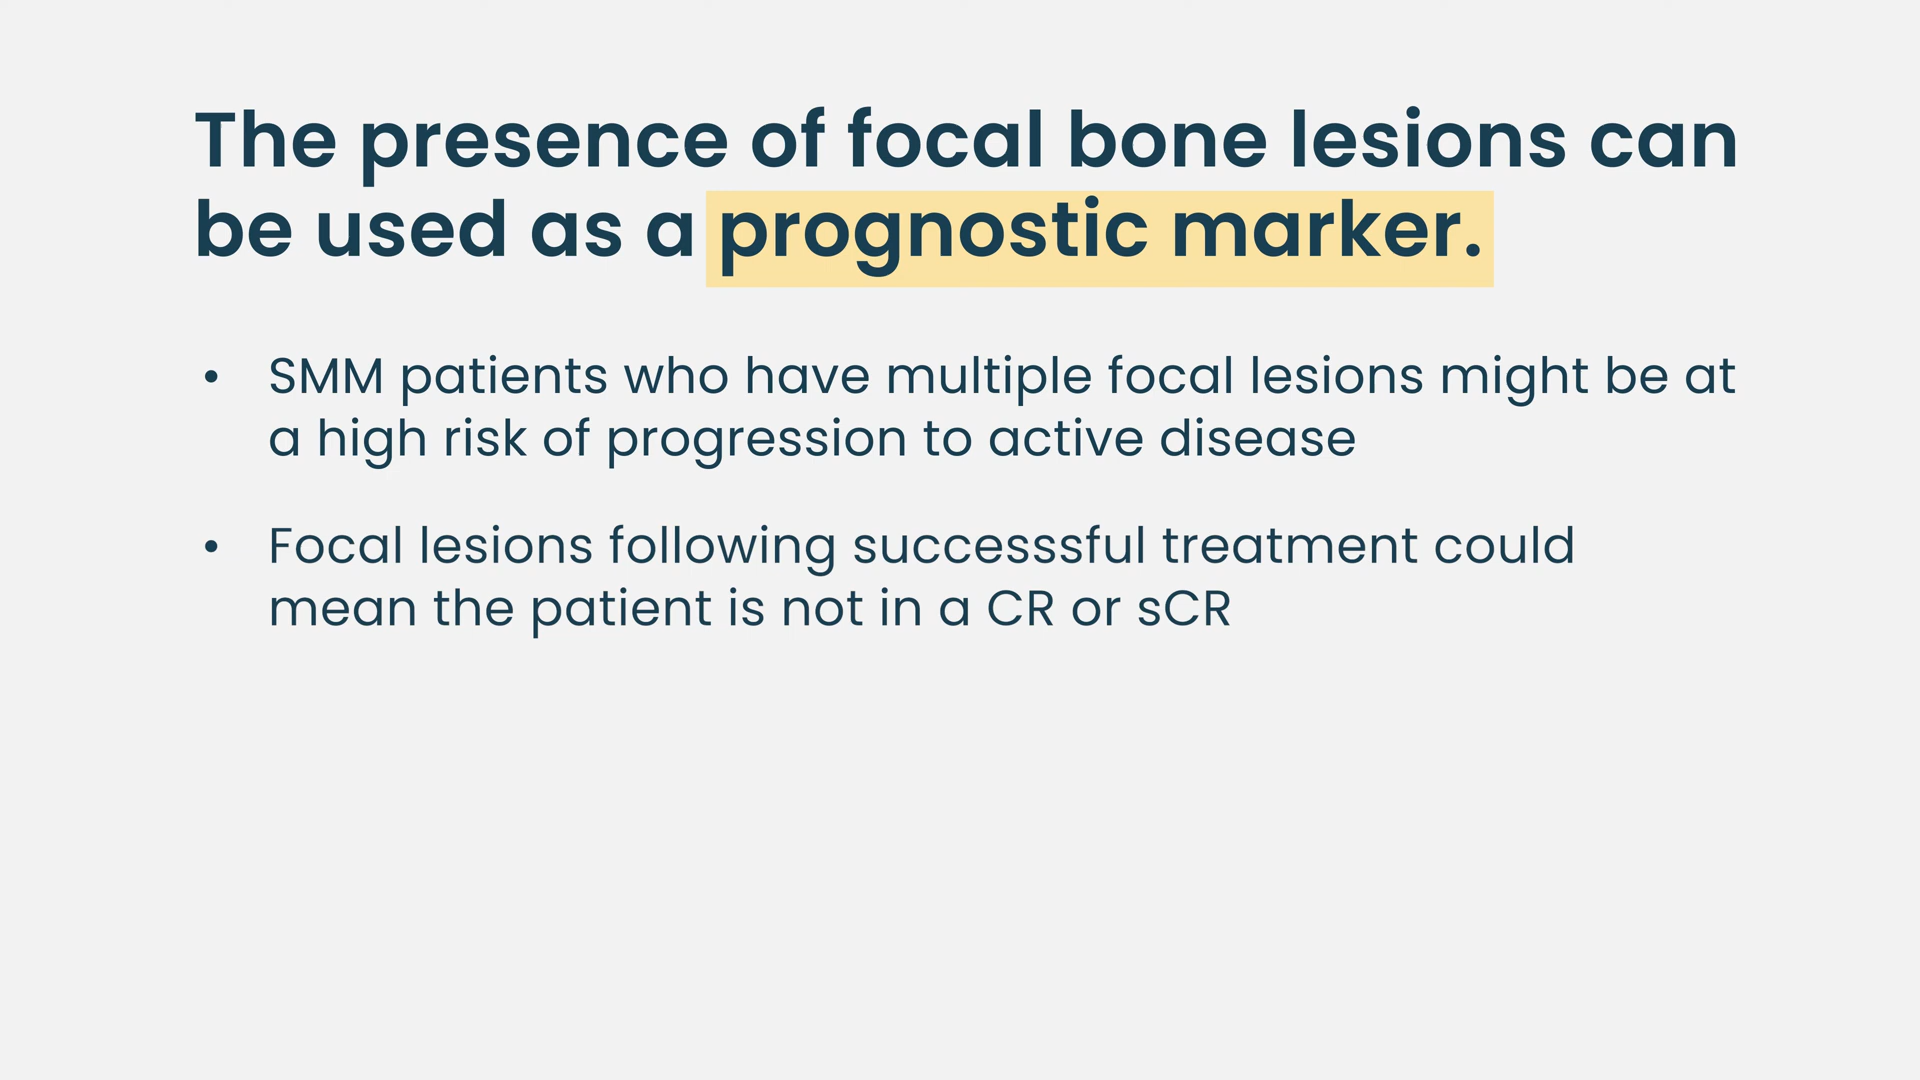 The presence of focal bone lesions can
be used as a prognostic marker.
• SMM patients who have multiple focal lesions might be at
a high risk of progression to active disease
• Focal lesions following successsful treatment could
mean the patient is not in a CR or sCR